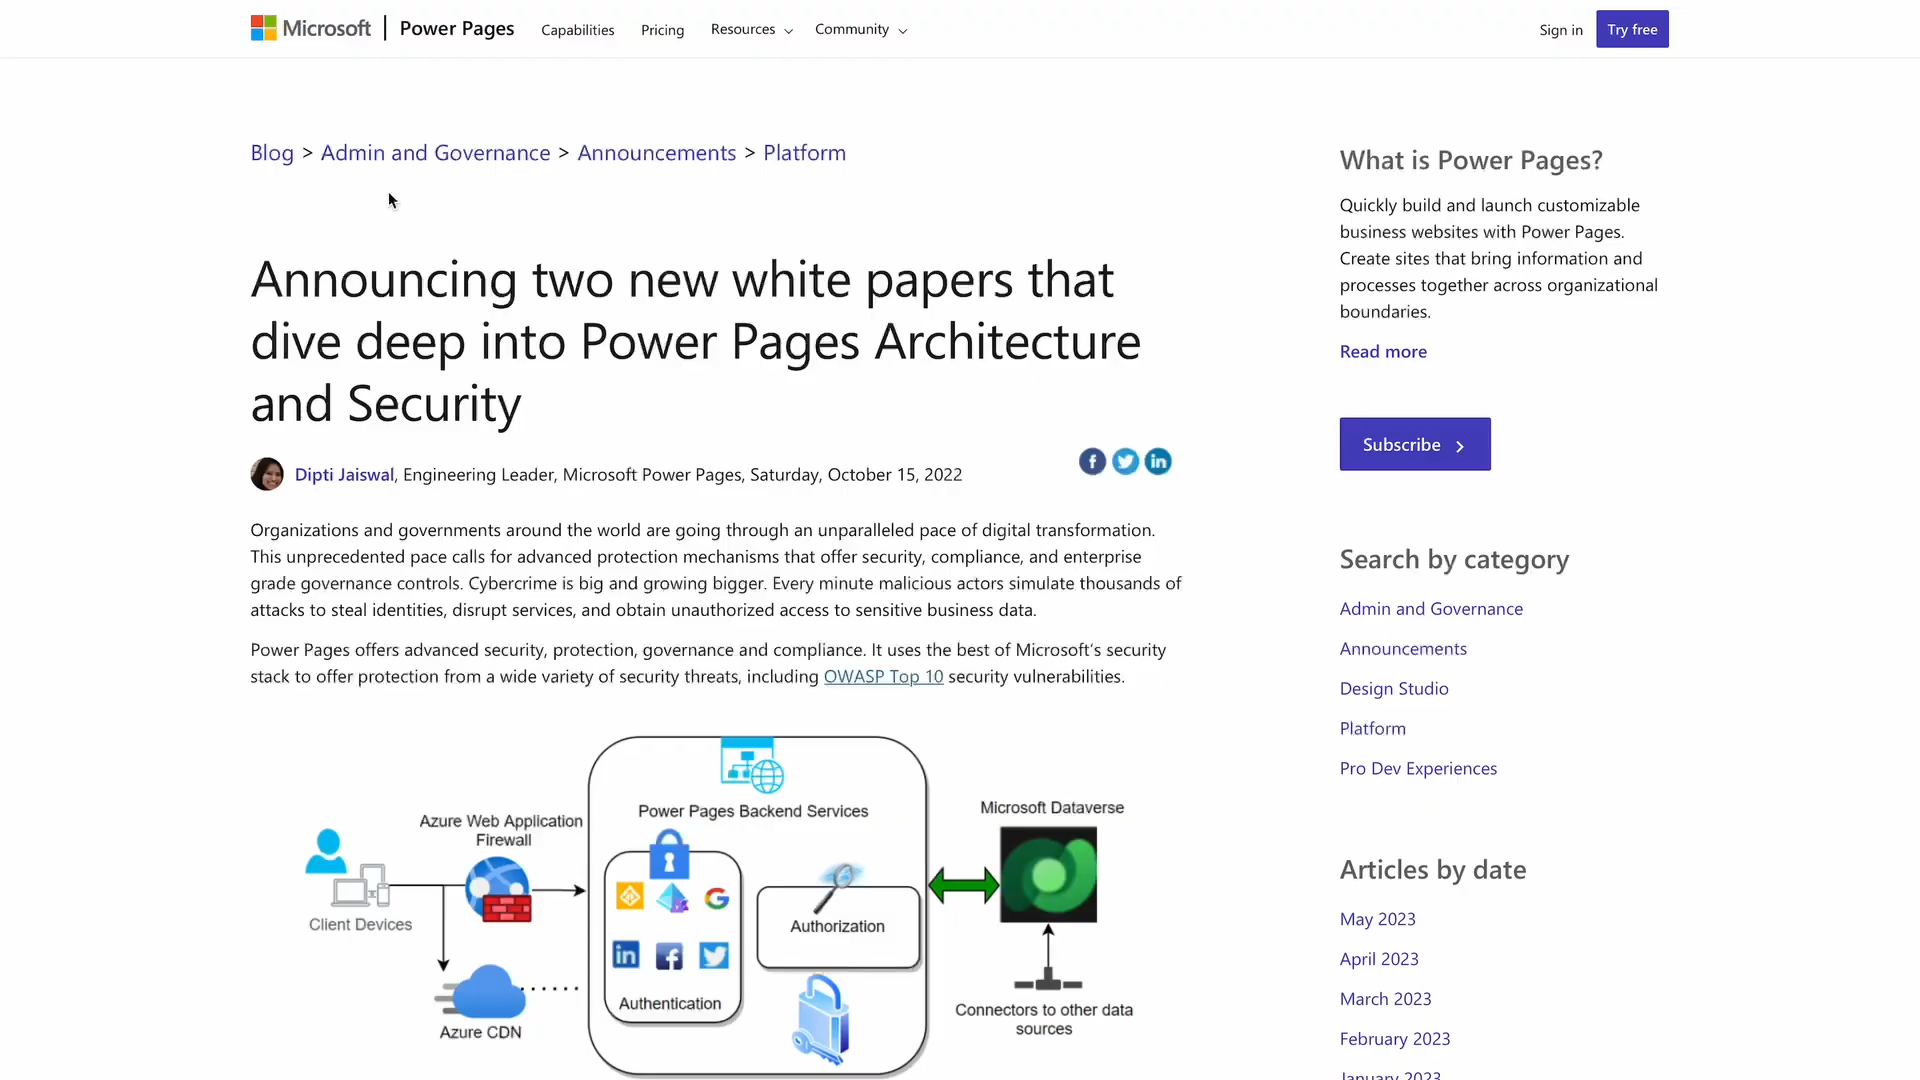 Microsoft | Power Pages Capabilities Pricing Resources Community Sign in Try free
Blog > Admin and Governance > Announcements > Platform
Announcing two new white papers that
dive deep into Power Pages Architecture
and Security
Dipti Jaiswal, Engineering Leader, Microsoft Power Pages, Saturday, October 15, 2022
Organizations and governments around the world are going through an unparalleled pace of digital transformation.
This unprecedented pace calls for advanced protection mechanisms that offer security, compliance, and enterprise
grade governance controls. Cybercrime is big and growing bigger. Every minute malicious actors simulate thousands of
attacks to steal identities, disrupt services, and obtain unauthorized access to sensitive business data.
Power Pages offers advanced security, protection, governance and compliance. It uses the best of Microsoft's security
stack to offer protection from a wide variety of security threats, including OWASP Top 10 security vulnerabilities.
Client Devices
Azure Web Application
Firewall
Azure CDN
Power Pages Backend Services
Authentication
Authorization
Microsoft Dataverse
Connectors to other data
sources
What is Power Pages?
Quickly build and launch customizable
business websites with Power Pages.
Create sites that bring information and
processes together across organizational
boundaries.
Read more
Subscribe
Search by category
Admin and Governance
Announcements
Design Studio
Platform
Pro Dev Experiences
Articles by date
May 2023
April 2023
March 2023
February 2023
January 2023